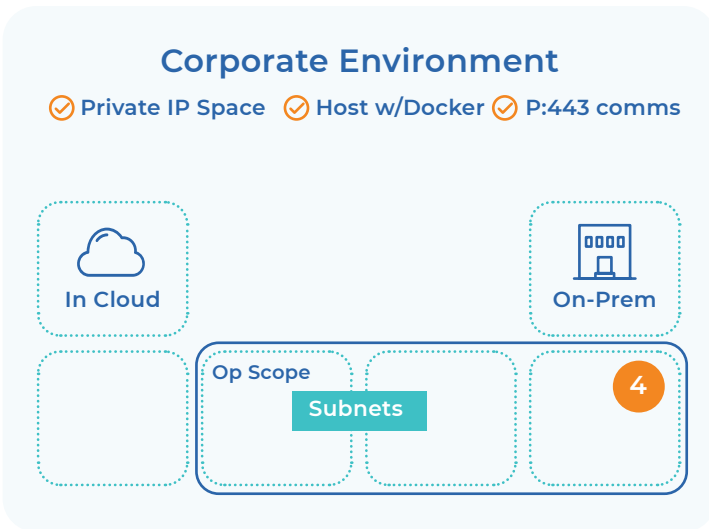 Corporate Environment
Private IP Space Host w/Docker P:443 comms
In Cloud
On-Prem
Op Scope
4
Subnets